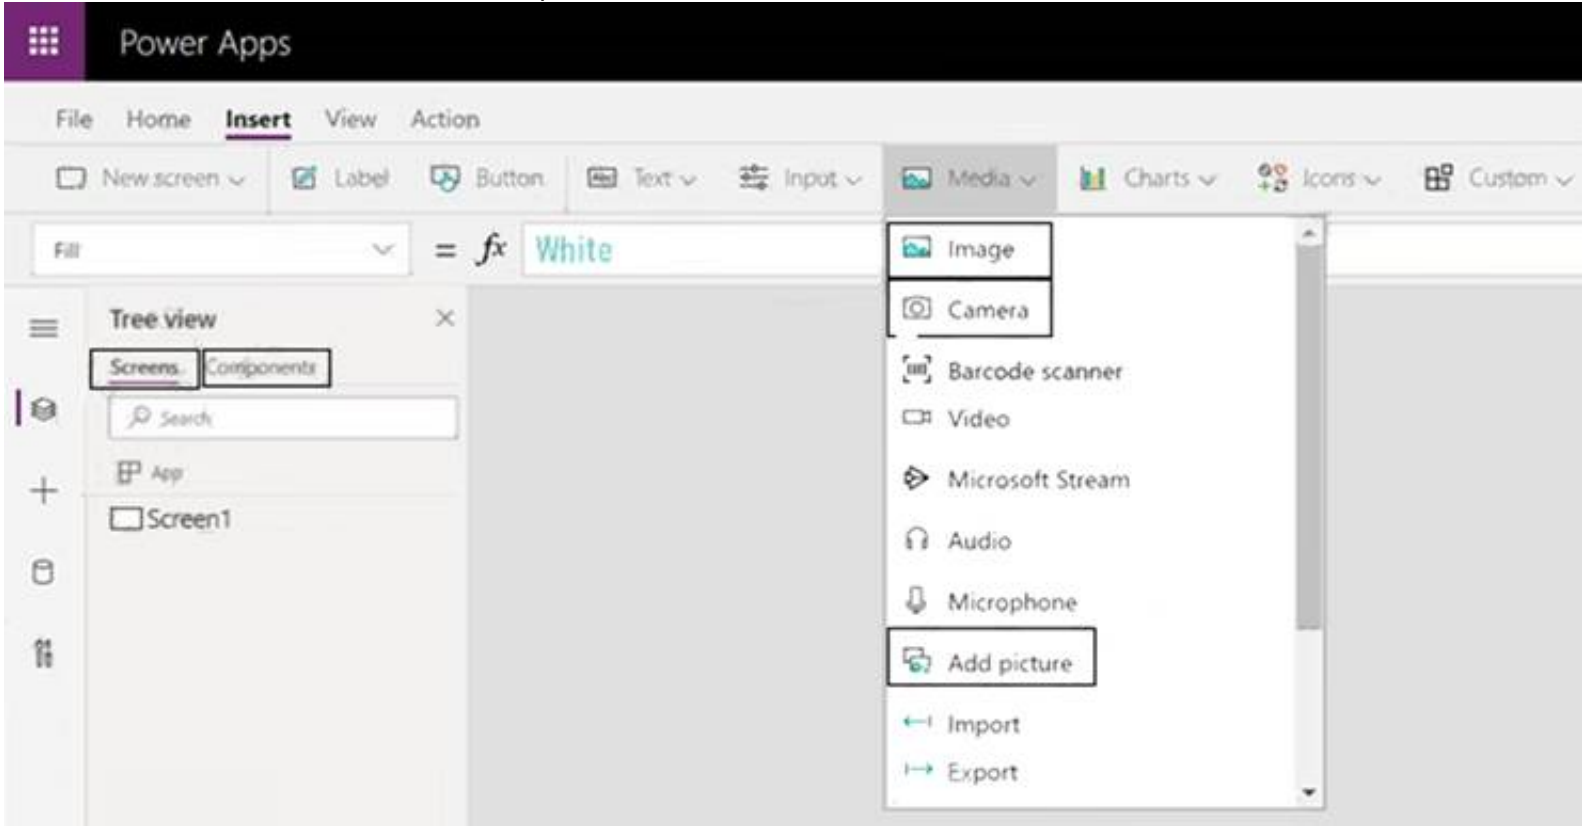 Power Apps
File Home Insert View Action
New screen Label Button Text Input Media Charts Icons Custom
Fill = fx White
Image
Tree view
Camera
Screens Components
Barcode scanner
Search
Video
App
Microsoft Stream
Screen1
Audio
Microphone
Add picture
Import
Export